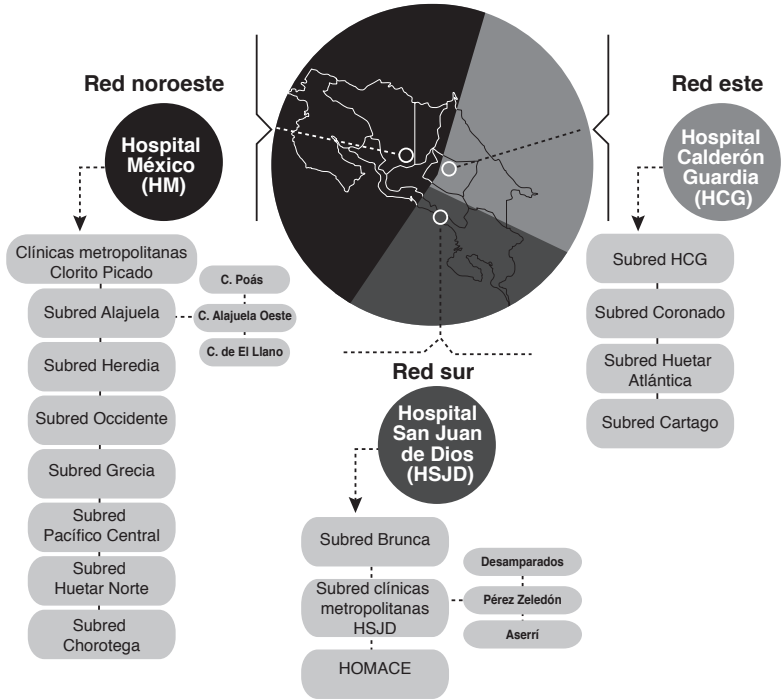 Red noroeste
Hospital
México
(HM)
Clínicas metropolitanas
Clorito Picado
Subred Alajuela
C. Poás
C. Alajuela Oeste
C. de El Llano
Subred Heredia
Subred Occidente
Subred Grecia
Subred
Pacífico Central
Subred
Huetar Norte
Subred
Chorotega
Red sur
Hospital
San Juan
de Dios
(HSJD)
Subred Brunca
Subred clínicas
metropolitanas
HSJD
Desamparados
Pérez Zeledón
Aserrí
HOMACE
Red este
Hospital
Calderón
Guardia
(HCG)
Subred HCG
Subred Coronado
Subred Huetar
Atlántica
Subred Cartago